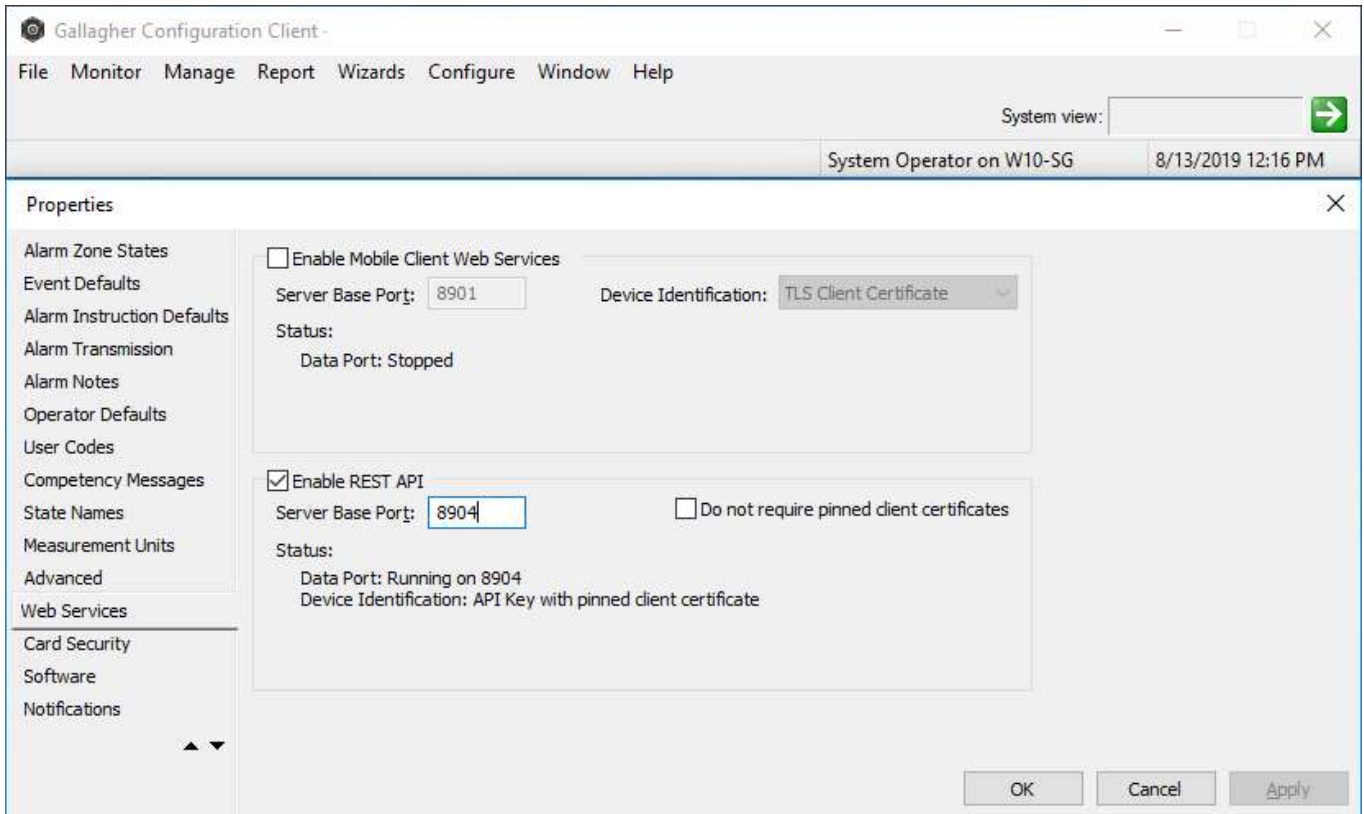 Gallagher Configuration Client -
File Monitor Manage Report Wizards Configure Window Help
System view:
System Operator on W10-SG 8/13/2019 12:16 PM
Properties
Alarm Zone States
Event Defaults
Alarm Instruction Defaults
Alarm Transmission
Alarm Notes
Operator Defaults
User Codes
Competency Messages
State Names
Measurement Units
Advanced
Web Services
Card Security
Software
Notifications
Enable Mobile Client Web Services
Server Base Port: 8901 Device Identification: TLS Client Certificate
Status:
Data Port: Stopped
Enable REST API
Server Base Port: 8904 Do not require pinned client certificates
Status:
Data Port: Running on 8904
Device Identification: API Key with pinned client certificate
OK Cancel Apply